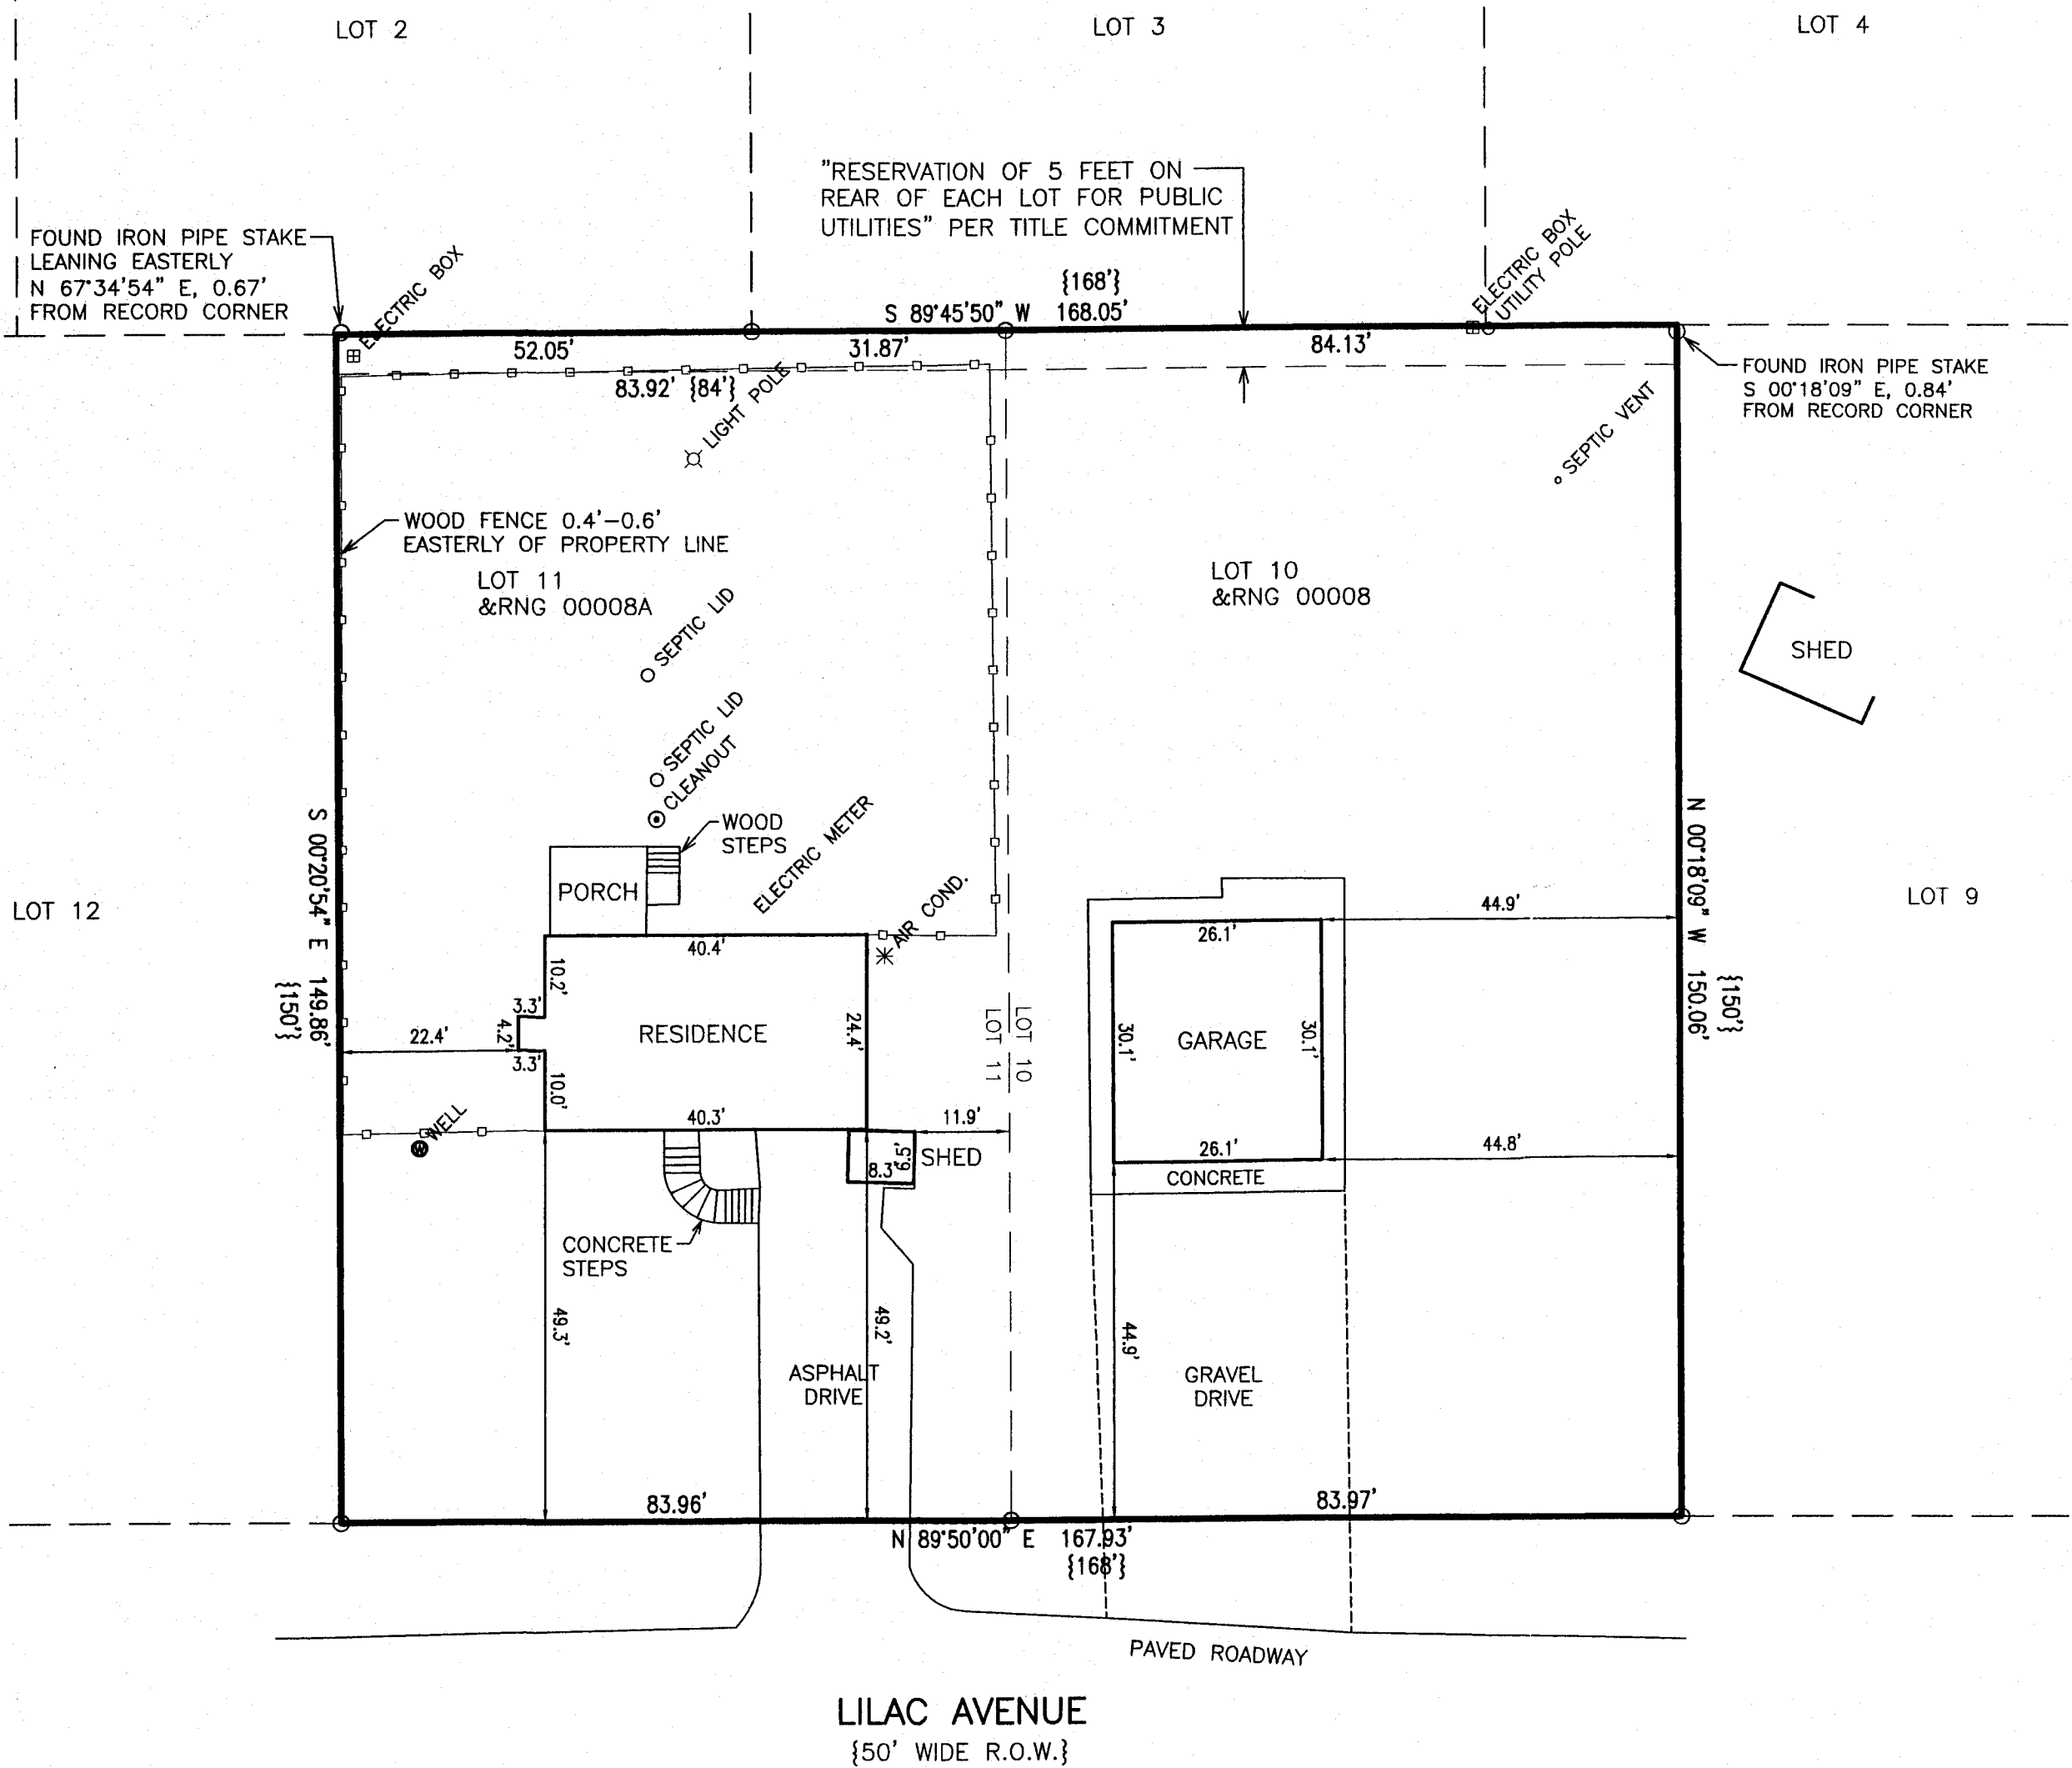 LOT 2
LOT 3
LOT 4
"RESERVATION OF 5 FEET ON
REAR OF EACH LOT FOR PUBLIC
UTILITIES" PER TITLE COMMITMENT
FOUND IRON PIPE STAKE
LEANING EASTERLY
N 67°34'54" E, 0.67'
FROM RECORD CORNER
ELECTRIC BOX
{168'}
S 89°45'50" W 168.05'
ELECTRIC BOX
UTILITY POLE
52.05'
31.87'
84.13'
83.92' {84'}
LIGHT POLE
FOUND IRON PIPE STAKE
S 00°18'09" E, 0.84'
FROM RECORD CORNER
SEPTIC VENT
WOOD FENCE 0.4'-0.6'
EASTERLY OF PROPERTY LINE
LOT 11
&RNG 00008A
LOT 10
&RNG 00008
SEPTIC LID
SHED
SEPTIC LID
CLEANOUT
WOOD
STEPS
ELECTRIC METER
PORCH
AIR COND.
S 00°20'54" E 149.86'
{150'}
N 00°18'09" W 150.06'
{150'}
LOT 12
LOT 9
40.4'
10.2'
3.3'
4.2'
3.3'
10.0'
22.4'
RESIDENCE
24.4'
LOT 10
LOT 11
26.1'
44.9'
30.1'
GARAGE
30.1'
W
WELL
40.3'
11.9'
8.3'
6.5'
SHED
26.1'
44.8'
CONCRETE
CONCRETE
STEPS
49.3'
49.2'
44.9'
ASPHALT
DRIVE
GRAVEL
DRIVE
83.96'
83.97'
N 89°50'00" E 167.93'
{168'}
PAVED ROADWAY
LILAC AVENUE
{50' WIDE R.O.W.}